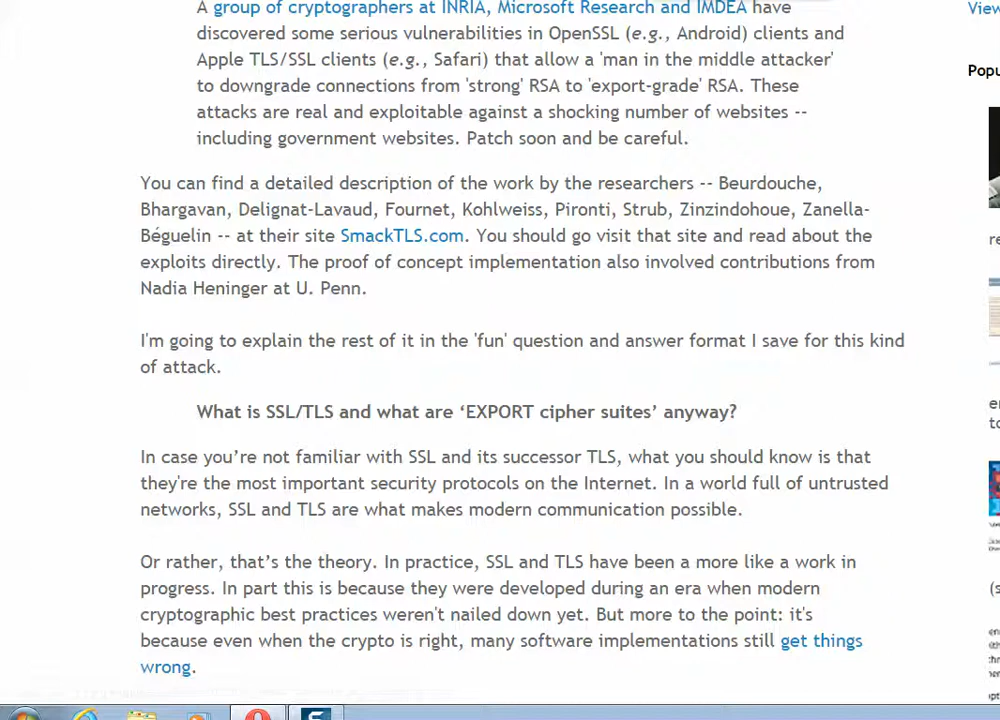 A group of cryptographers at INRIA, Microsoft Research and IMDEA have
discovered some serious vulnerabilities in OpenSSL (e.g., Android) clients and
Apple TLS/SSL clients (e.g., Safari) that allow a 'man in the middle attacker'
to downgrade connections from 'strong' RSA to 'export-grade' RSA. These
attacks are real and exploitable against a shocking number of websites --
including government websites. Patch soon and be careful.
You can find a detailed description of the work by the researchers -- Beurdouche,
Bhargavan, Delignat-Lavaud, Fournet, Kohlweiss, Pironti, Strub, Zinzindohoue, Zanella-
Béguelin -- at their site SmackTLS.com. You should go visit that site and read about the
exploits directly. The proof of concept implementation also involved contributions from
Nadia Heninger at U. Penn.
I'm going to explain the rest of it in the 'fun' question and answer format I save for this kind
of attack.
What is SSL/TLS and what are ‘EXPORT cipher suites’ anyway?
In case you’re not familiar with SSL and its successor TLS, what you should know is that
they're the most important security protocols on the Internet. In a world full of untrusted
networks, SSL and TLS are what makes modern communication possible.
Or rather, that’s the theory. In practice, SSL and TLS have been a more like a work in
progress. In part this is because they were developed during an era when modern
cryptographic best practices weren't nailed down yet. But more to the point: it's
because even when the crypto is right, many software implementations still get things
wrong.
View
Popu